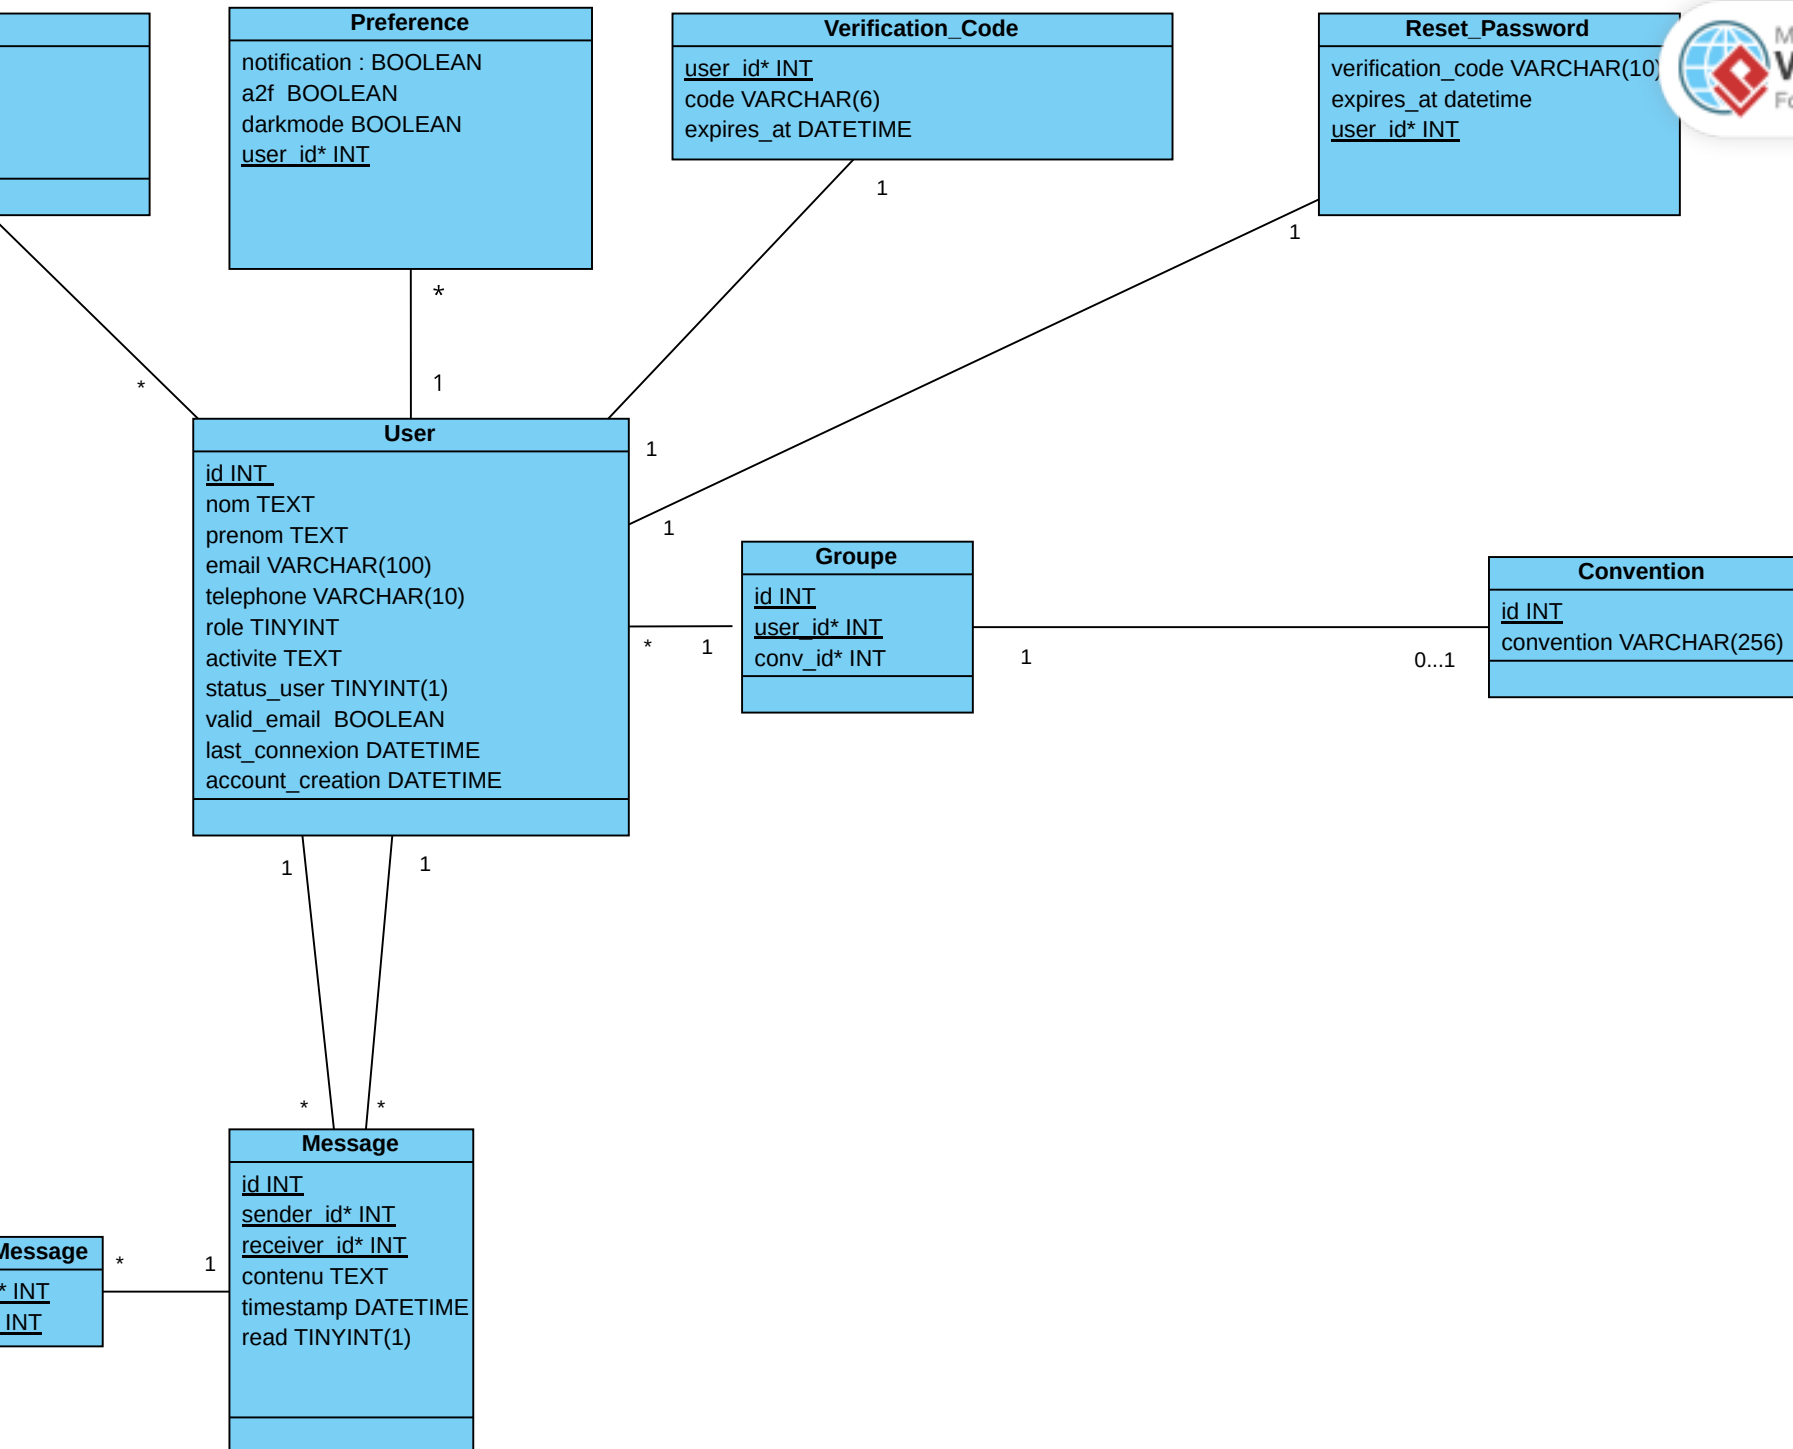 Preference
notification : BOOLEAN
a2f  BOOLEAN
darkmode BOOLEAN
user_id* INT
Verification_Code
user_id* INT
code VARCHAR(6)
expires_at DATETIME
Reset_Password
verification_code VARCHAR(10)
expires_at datetime
user_id* INT
1
1
*
*
1
User
id INT
nom TEXT
prenom TEXT
email VARCHAR(100)
telephone VARCHAR(10)
role TINYINT
activite TEXT
status_user TINYINT(1)
valid_email  BOOLEAN
last_connexion DATETIME
account_creation DATETIME
1
1
*
1
Groupe
id INT
user_id* INT
conv_id* INT
1
0...1
Convention
id INT
convention VARCHAR(256)
1
1
*
*
Message
id INT
sender_id* INT
receiver_id* INT
contenu TEXT
timestamp DATETIME
read TINYINT(1)
Message
* INT
INT
*
1